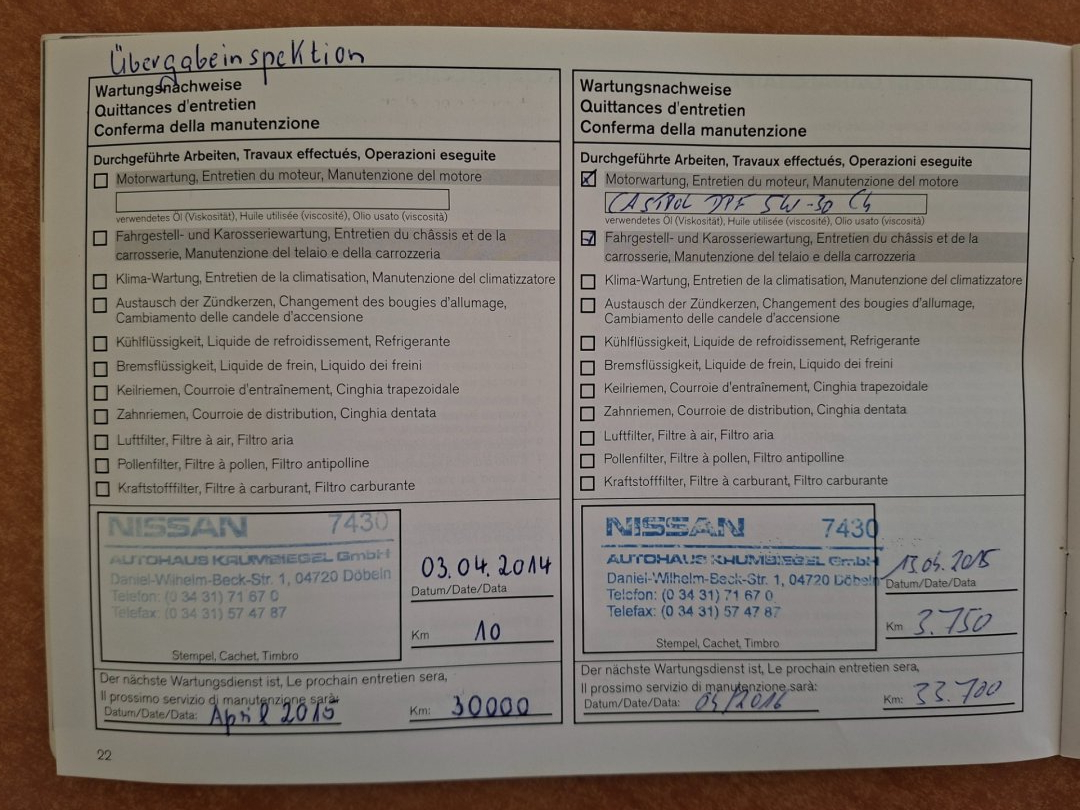 Übergabeinspektion
Wartungsnachweise
Quittances d'entretien
Conferma della manutenzione
Durchgeführte Arbeiten, Travaux effectués, Operazioni eseguite
Motorwartung, Entretien du moteur, Manutenzione del motore
verwendetes Öl (Viskosität), Huile utilisée (viscosité), Olio usato (viscosità)
Fahrgestell- und Karosseriewartung, Entretien du châssis et de la
carrosserie, Manutenzione del telaio e della carrozzeria
Klima-Wartung, Entretien de la climatisation, Manutenzione del climatizzatore
Austausch der Zündkerzen, Changement des bougies d'allumage,
Cambiamento delle candele d'accensione
Kühlflüssigkeit, Liquide de refroidissement, Refrigerante
Bremsflüssigkeit, Liquide de frein, Liquido dei freini
Keilriemen, Courroie d'entraînement, Cinghia trapezoidale
Zahnriemen, Courroie de distribution, Cinghia dentata
Luftfilter, Filtre à air, Filtro aria
Pollenfilter, Filtre à pollen, Filtro antipolline
Kraftstofffilter, Filtre à carburant, Filtro carburante
NISSAN 7430
AUTOHAUS KRUMBIEGEL GmbH
Daniel-Wilhelm-Beck-Str. 1, 04720 Döbeln
Telefon: (0 34 31) 71 67 0
Telefax: (0 34 31) 57 47 87
Stempel, Cachet, Timbro
03.04.2014
Datum/Date/Data
Km 10
Der nächste Wartungsdienst ist, Le prochain entretien sera,
Il prossimo servizio di manutenzione sarà:
Datum/Date/Data: April 2015
Km: 30000
22
Wartungsnachweise
Quittances d'entretien
Conferma della manutenzione
Durchgeführte Arbeiten, Travaux effectués, Operazioni eseguite
Motorwartung, Entretien du moteur, Manutenzione del motore
CASTROL DPF 5W-30 C4
verwendetes Öl (Viskosität), Huile utilisée (viscosité), Olio usato (viscosità)
Fahrgestell- und Karosseriewartung, Entretien du châssis et de la
carrosserie, Manutenzione del telaio e della carrozzeria
Klima-Wartung, Entretien de la climatisation, Manutenzione del climatizzatore
Austausch der Zündkerzen, Changement des bougies d'allumage,
Cambiamento delle candele d'accensione
Kühlflüssigkeit, Liquide de refroidissement, Refrigerante
Bremsflüssigkeit, Liquide de frein, Liquido dei freini
Keilriemen, Courroie d'entraînement, Cinghia trapezoidale
Zahnriemen, Courroie de distribution, Cinghia dentata
Luftfilter, Filtre à air, Filtro aria
Pollenfilter, Filtre à pollen, Filtro antipolline
Kraftstofffilter, Filtre à carburant, Filtro carburante
NISSAN 7430
AUTOHAUS KRUMBIEGEL GmbH
Daniel-Wilhelm-Beck-Str. 1, 04720 Döbeln
Telefon: (0 34 31) 71 67 0
Telefax: (0 34 31) 57 47 87
Stempel, Cachet, Timbro
13.04.2015
Datum/Date/Data
Km 3.750
Der nächste Wartungsdienst ist, Le prochain entretien sera,
Il prossimo servizio di manutenzione sarà:
Datum/Date/Data: 04/2016
Km: 33.700